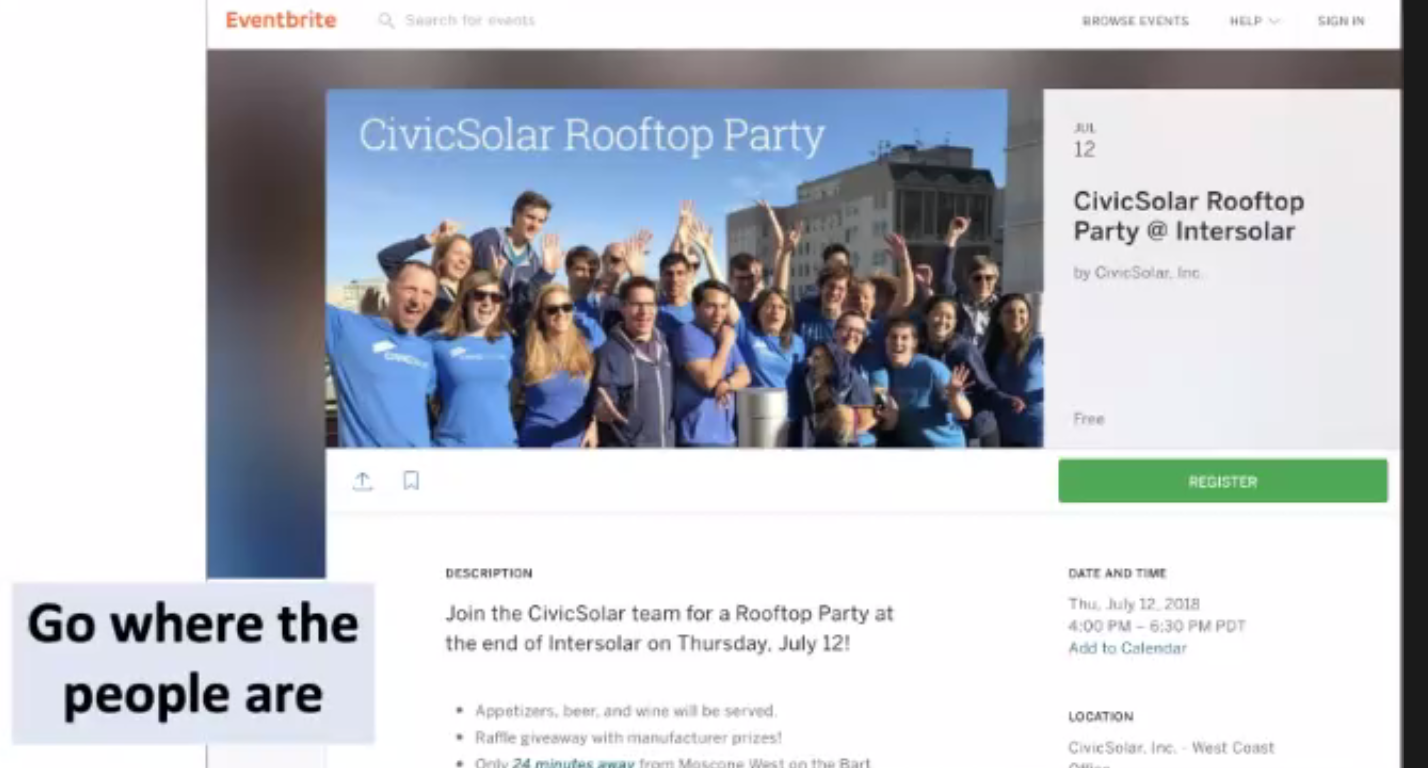 Eventbrite
Search for events
BROWSE EVENTS
HELP
SIGN IN
CivicSolar Rooftop Party
JUL
12
CivicSolar Rooftop
Party @ Intersolar
by CivicSolar, Inc.
Free
REGISTER
DESCRIPTION
Join the CivicSolar team for a Rooftop Party at
the end of Intersolar on Thursday, July 12!
Appetizers, beer, and wine will be served.
Raffle giveaway with manufacturer prizes!
Only 24 minutes away from Moscone West on the Bart
DATE AND TIME
Thu, July 12, 2018
4:00 PM – 6:30 PM PDT
Add to Calendar
LOCATION
CivicSolar, Inc. - West Coast
Go where the
people are